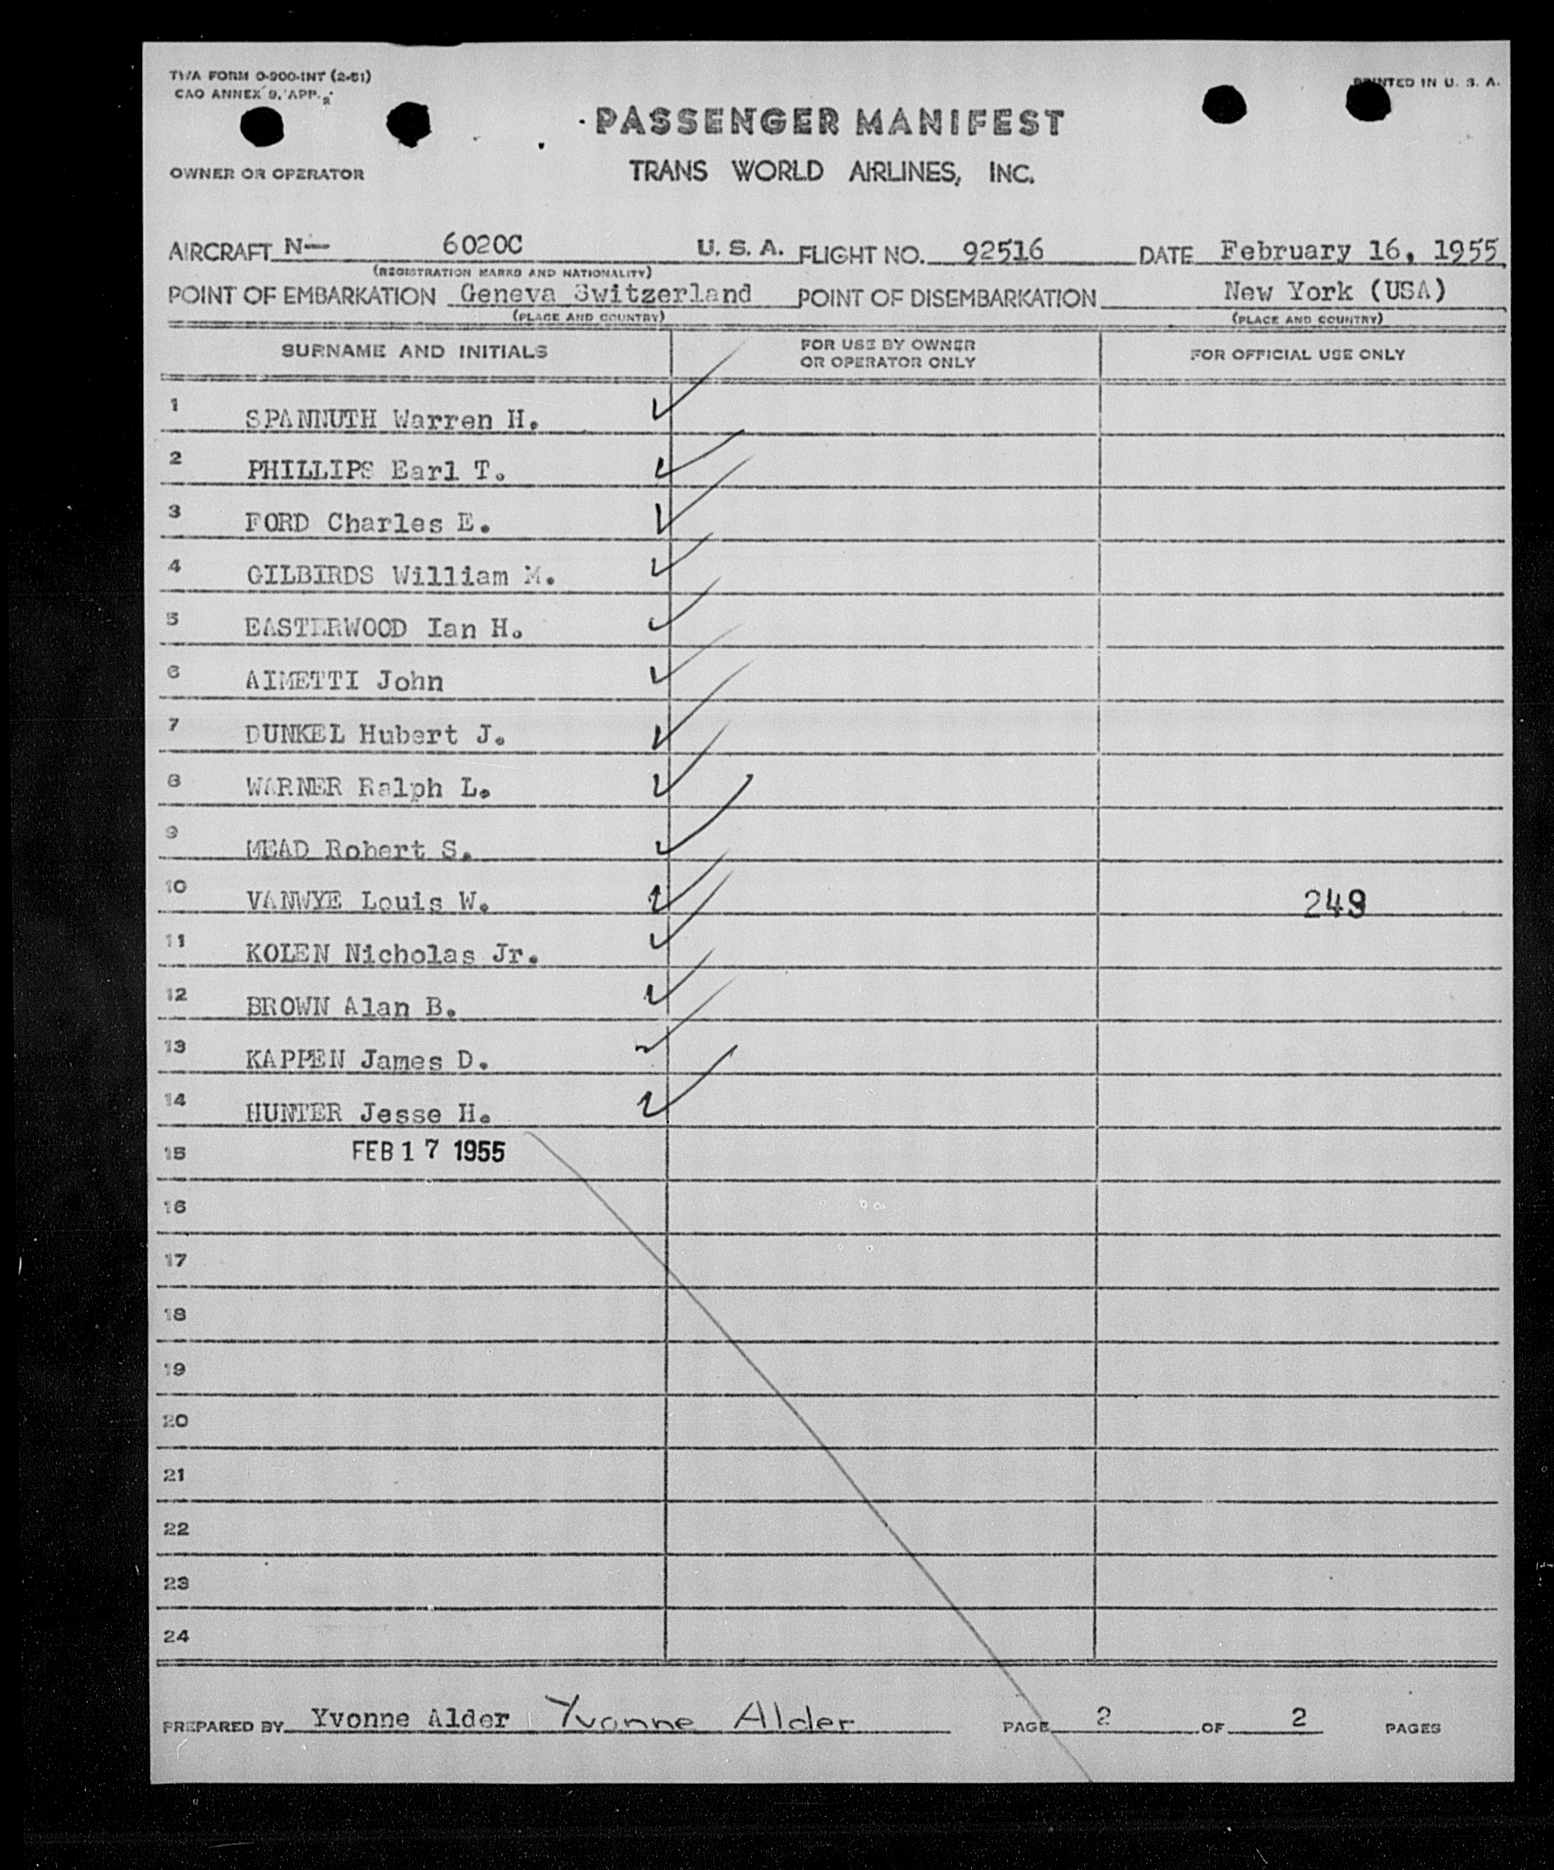 TWA FORM O-900-INT (2-51)
CAO ANNEX 9, APP.
PRINTED IN U. S. A.
PASSENGER MANIFEST
OWNER OR OPERATOR
TRANS WORLD AIRLINES, INC.
AIRCRAFT N— 6020C U. S. A. FLIGHT NO. 92516 DATE February 16, 1955
(REGISTRATION MARKS AND NATIONALITY)
POINT OF EMBARKATION Geneva Switzerland POINT OF DISEMBARKATION New York (USA)
(PLACE AND COUNTRY) (PLACE AND COUNTRY)
SURNAME AND INITIALS FOR USE BY OWNER OR OPERATOR ONLY FOR OFFICIAL USE ONLY
1 SPANNUTH Warren H. ✓
2 PHILLIPS Earl T. ✓
3 FORD Charles E. ✓
4 GILBIRDS William M. ✓
5 EASTERWOOD Ian H. ✓
6 AIMETTI John ✓
7 DUNKEL Hubert J. ✓
8 WARNER Ralph L. ✓
9 MEAD Robert S. ✓
10 VANWYE Louis W. ✓ 249
11 KOLEN Nicholas Jr. ✓
12 BROWN Alan B. ✓
13 KAPPEN James D. ✓
14 HUNTER Jesse H. ✓
15 FEB 17 1955
16
17
18
19
20
21
22
23
24
PREPARED BY Yvonne Alder Yvonne Alder PAGE 2 OF 2 PAGES